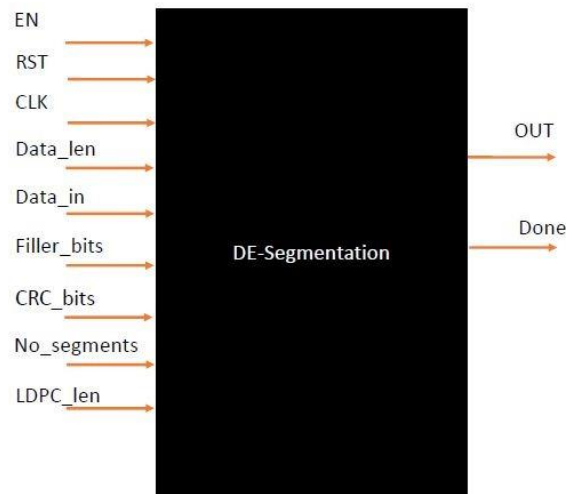 EN
RST
CLK
Data_len
Data_in
Filler_bits
CRC_bits
No_segments
LDPC_len
DE-Segmentation
OUT
Done